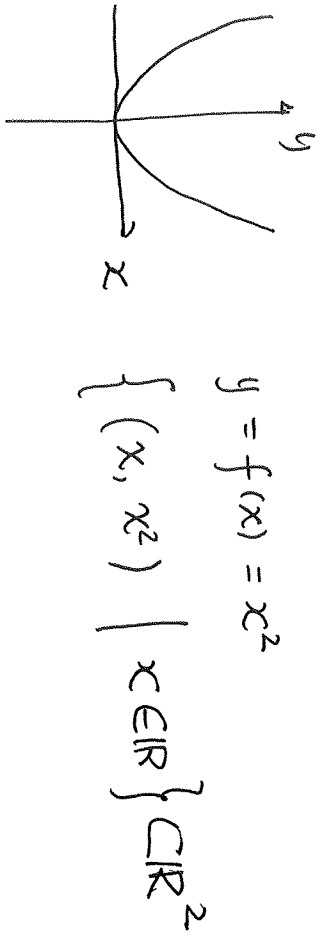 y
x
y = f(x) = x²
{ (x, x²) | x ∈ ℝ } ⊂ ℝ²